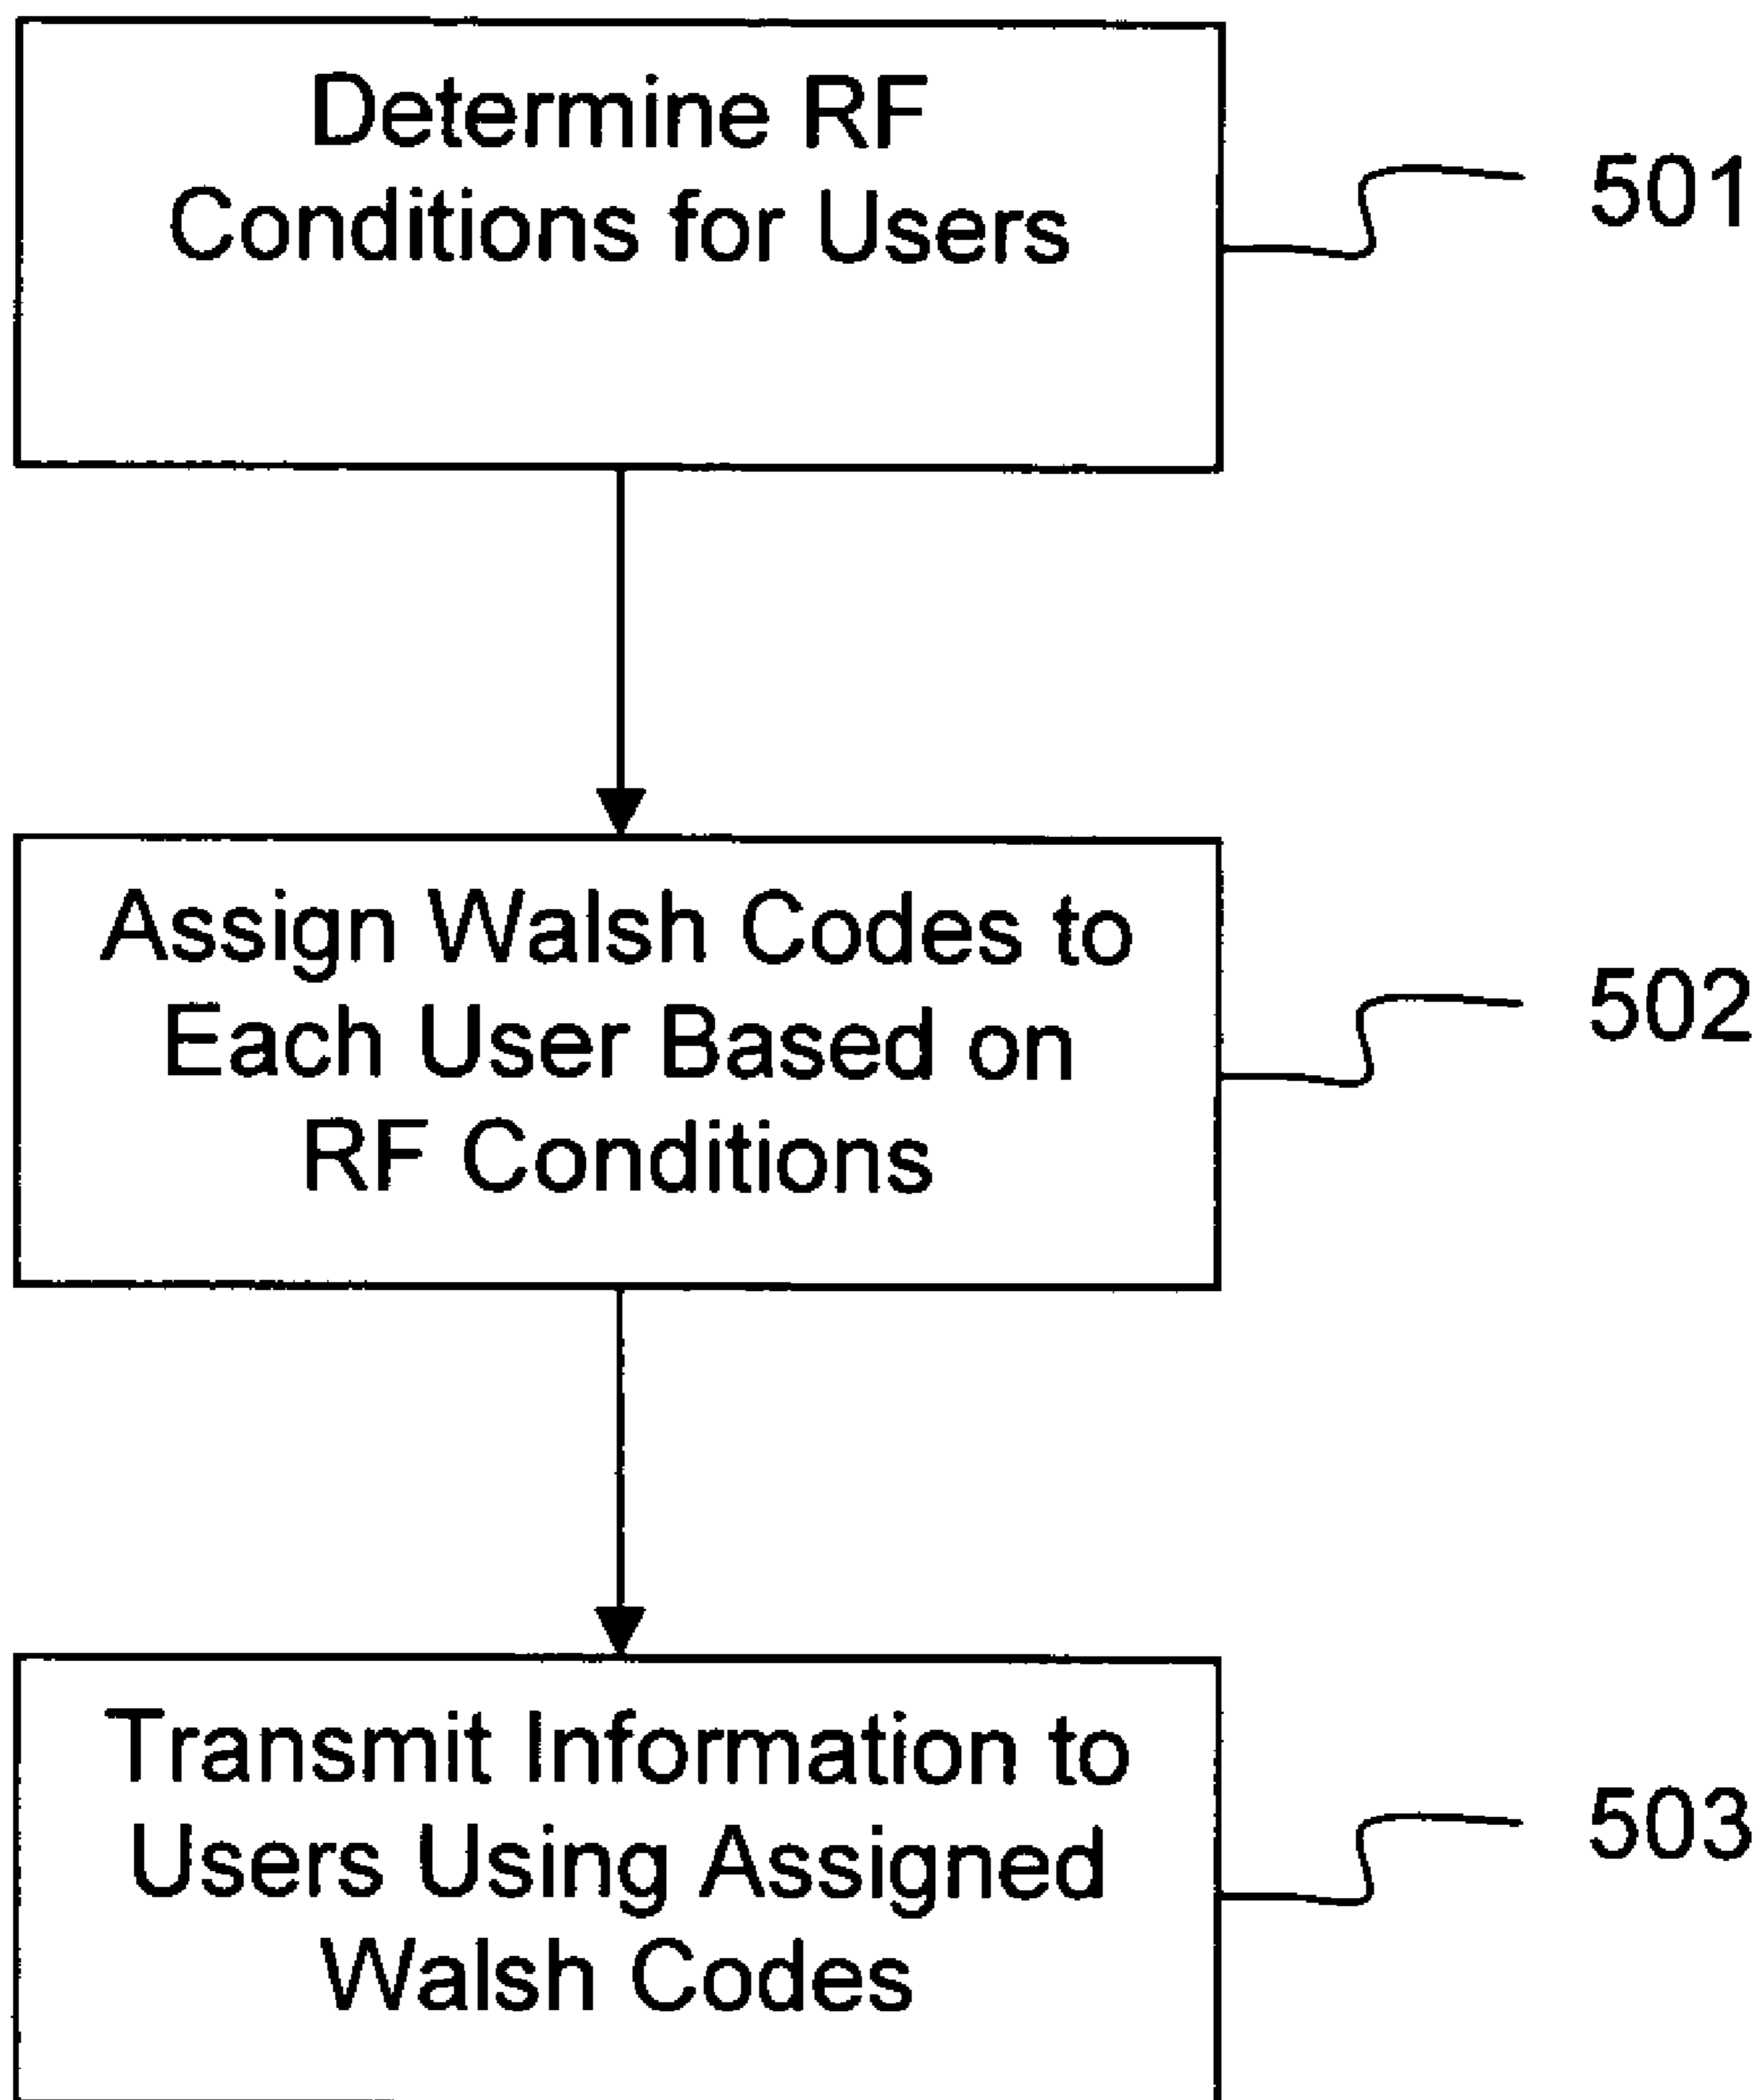 Determine RF
Conditions for Users
501
Assign Walsh Codes to
Each User Based on
RF Conditions
502
Transmit Information to
Users Using Assigned
Walsh Codes
503